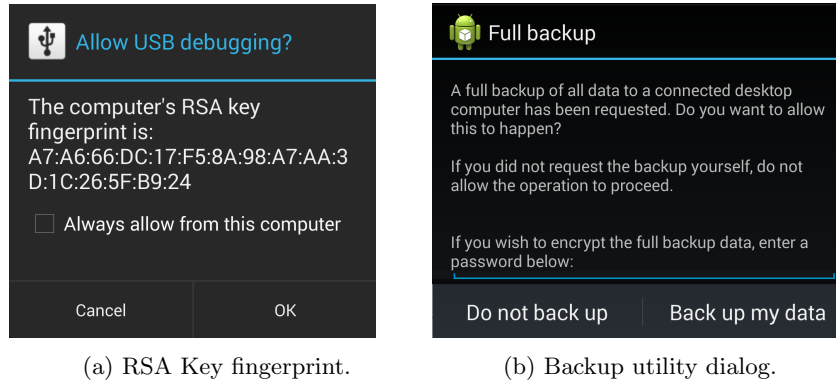 Allow USB debugging?
The computer's RSA key
fingerprint is:
A7:A6:66:DC:17:F5:8A:98:A7:AA:3
D:1C:26:5F:B9:24
Always allow from this computer
Cancel
OK
(a) RSA Key fingerprint.
Full backup
A full backup of all data to a connected desktop
computer has been requested. Do you want to allow
this to happen?
If you did not request the backup yourself, do not
allow the operation to proceed.
If you wish to encrypt the full backup data, enter a
password below:
Do not back up
Back up my data
(b) Backup utility dialog.